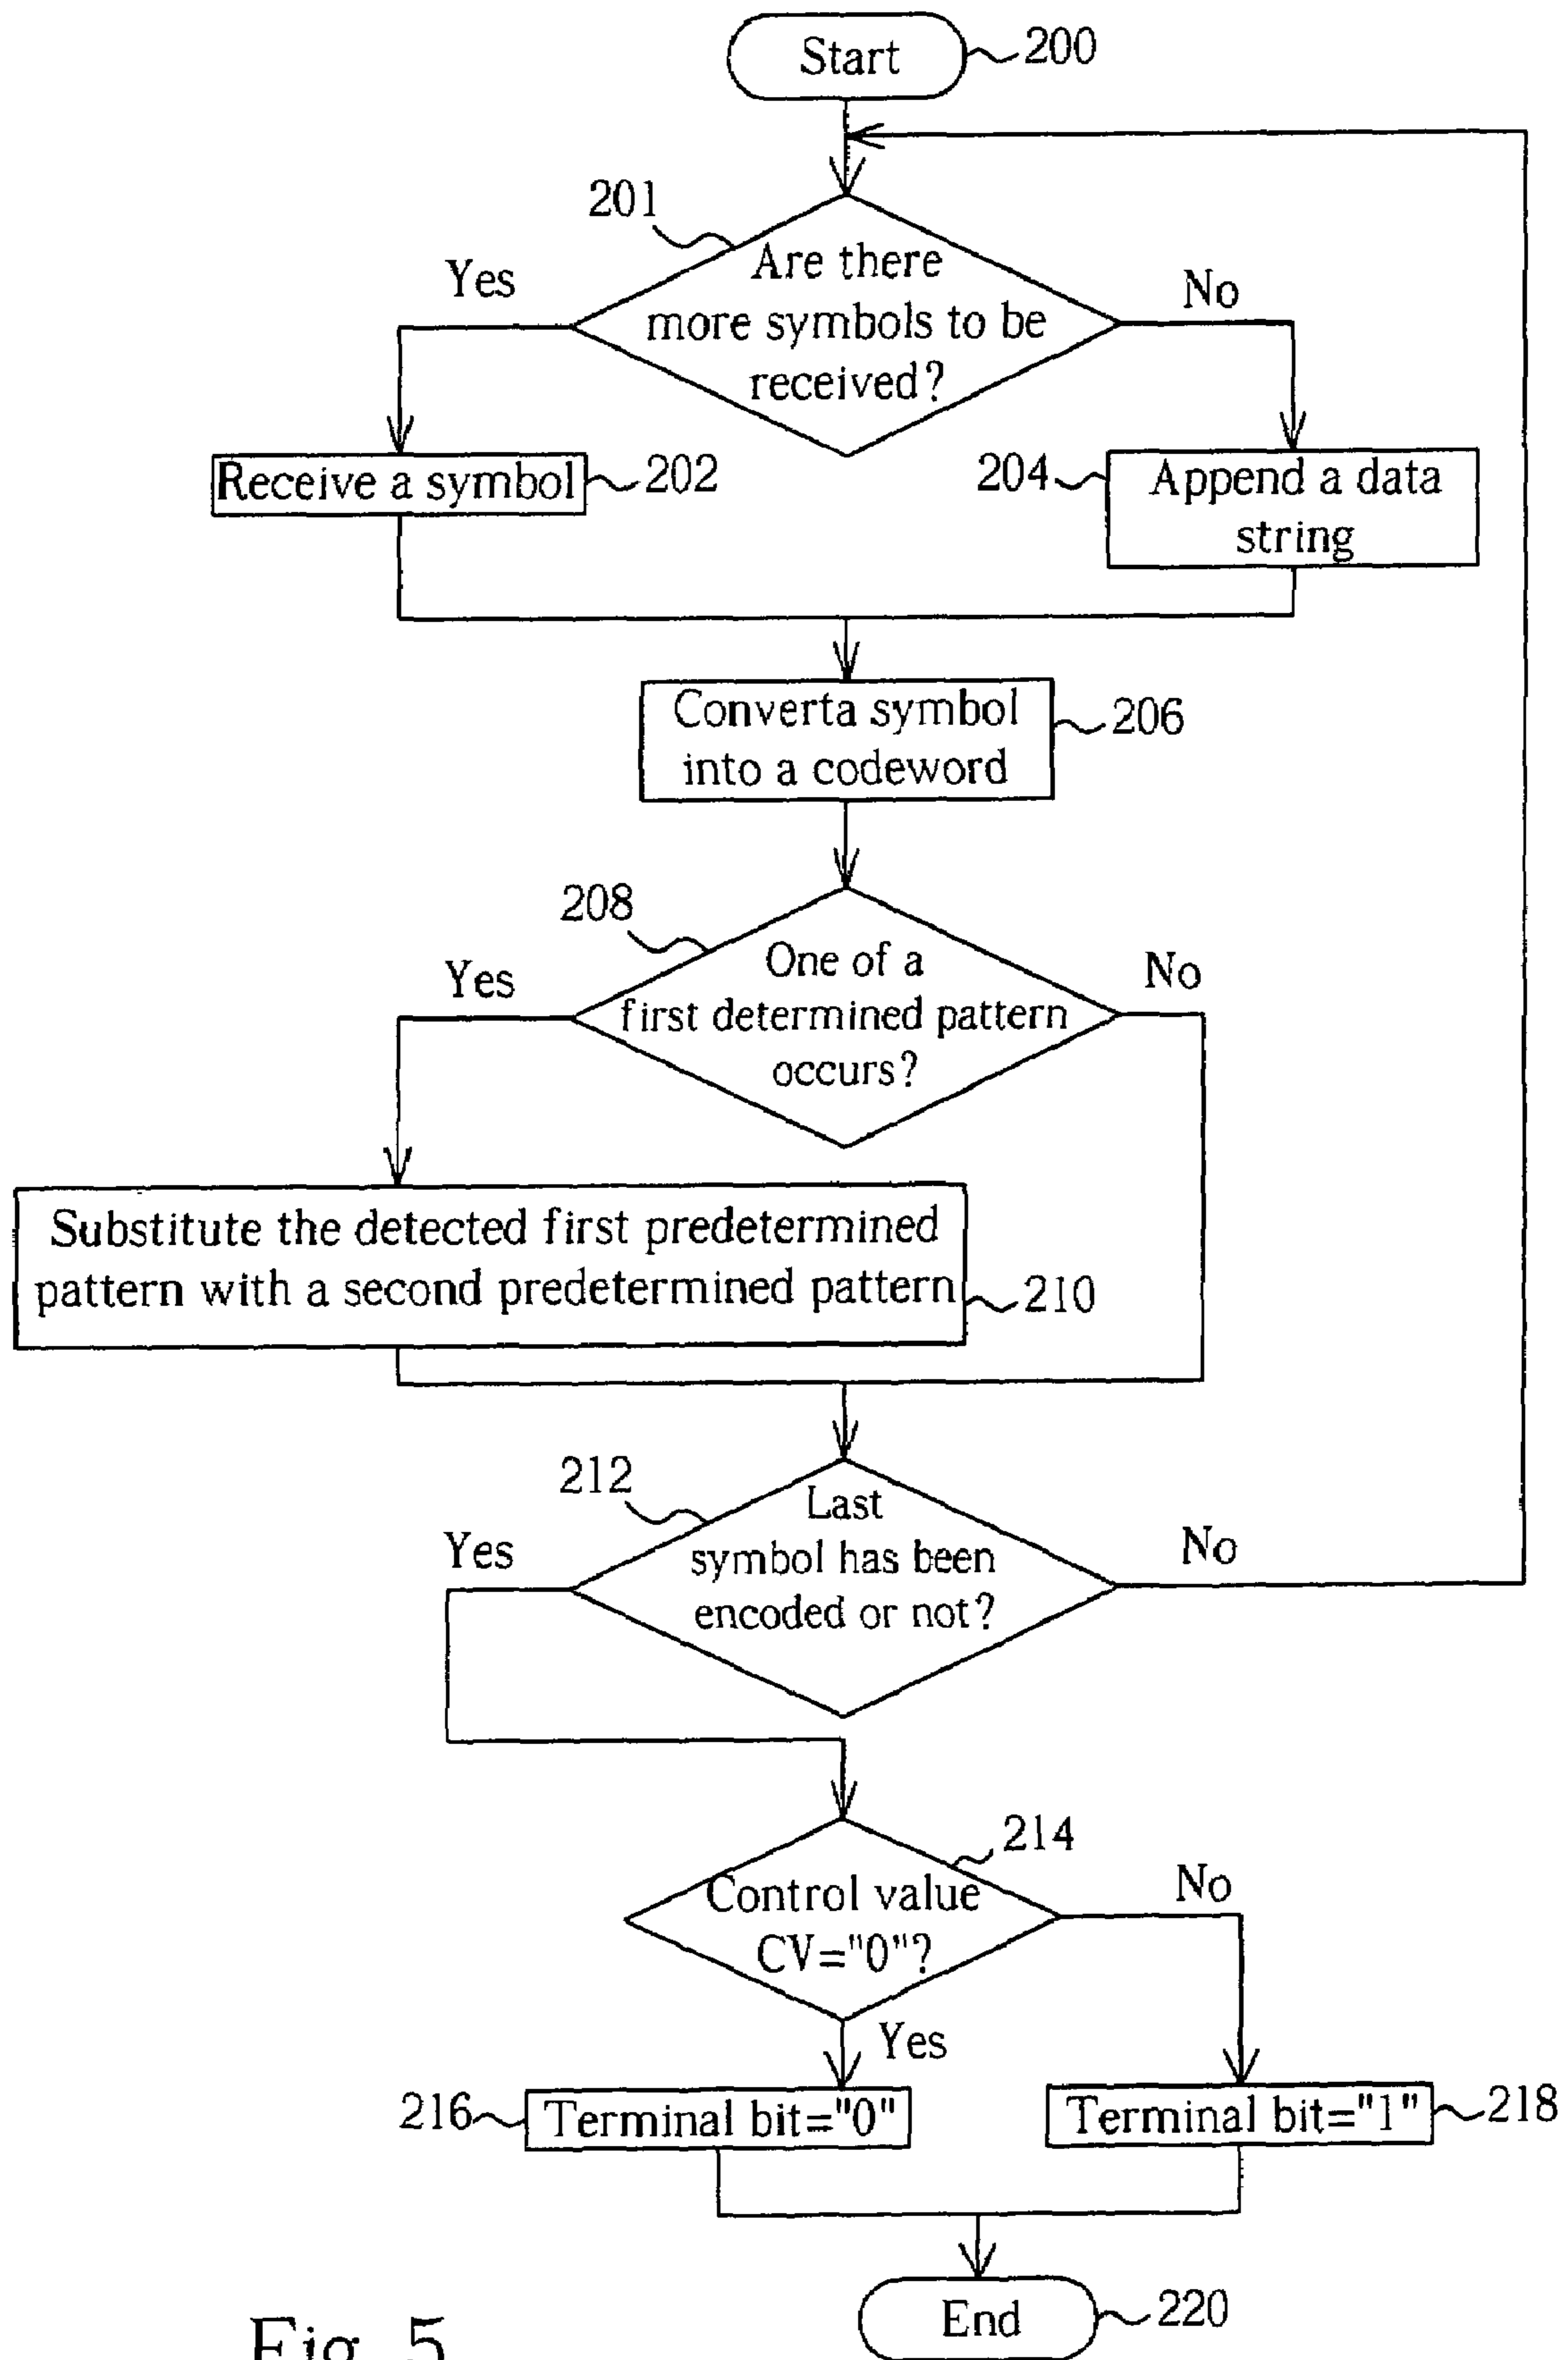 Start
200
201
Are there
more symbols to be
received?
Yes
No
Receive a symbol
202
204
Append a data
string
Converta symbol
into a codeword
206
208
One of a
first determined pattern
occurs?
Yes
No
Substitute the detected first predetermined
pattern with a second predetermined pattern
210
212
Last
symbol has been
encoded or not?
Yes
No
214
Control value
CV="0"?
No
Yes
216
Terminal bit="0"
Terminal bit="1"
218
End
220
Fig. 5